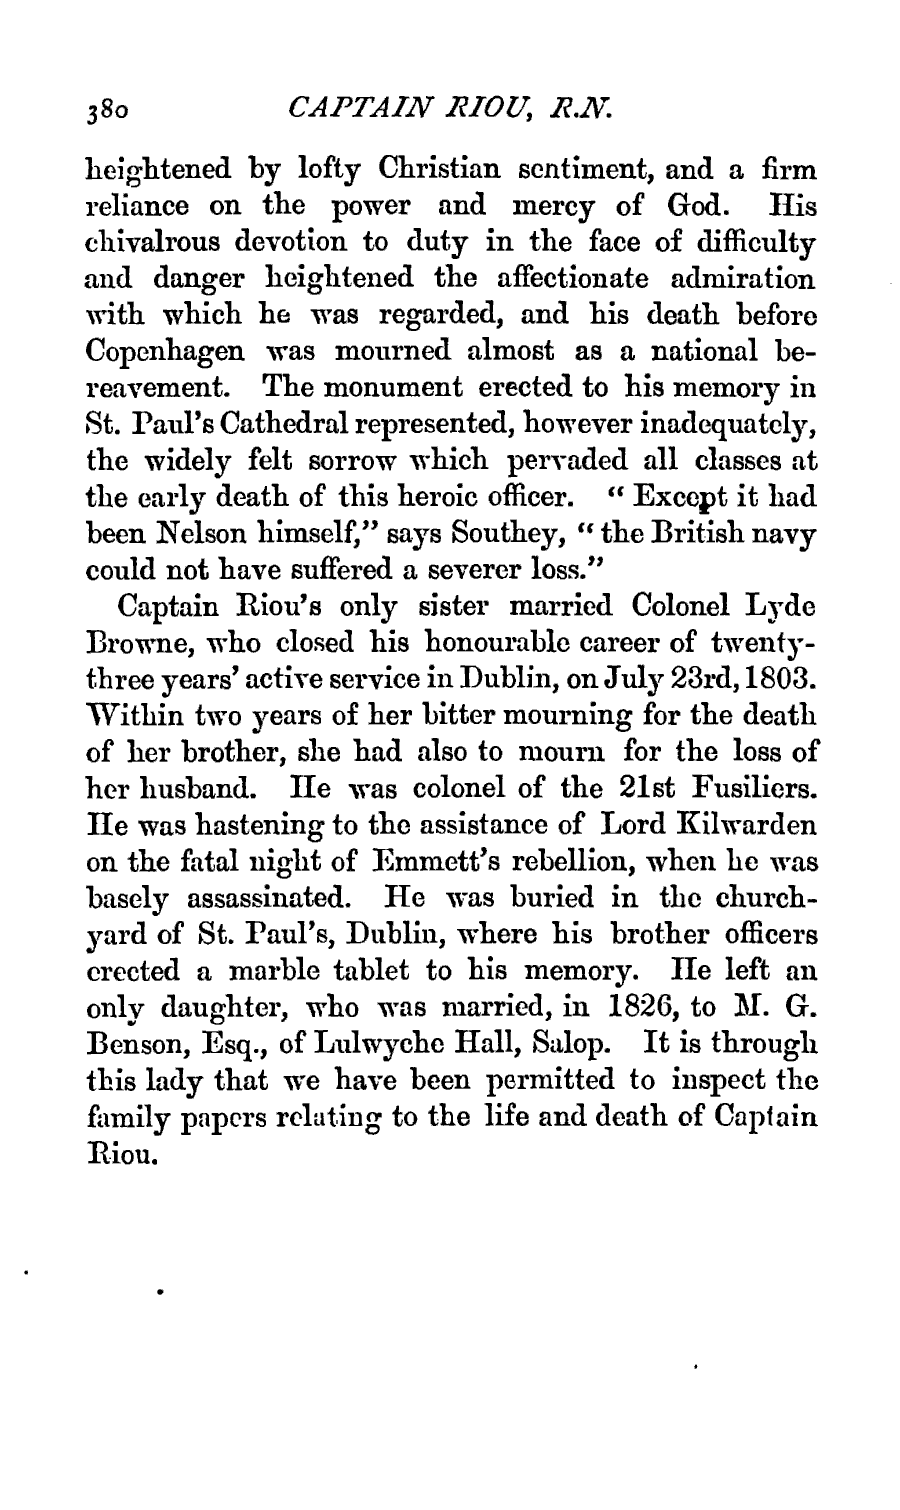 380 CAPTAIN RIOU, R.N.
heightened by lofty Christian sentiment, and a firm
reliance on the power and mercy of God. His
chivalrous devotion to duty in the face of difficulty
and danger heightened the affectionate admiration
with which he was regarded, and his death before
Copenhagen was mourned almost as a national be-
reavement. The monument erected to his memory in
St. Paul's Cathedral represented, however inadequately,
the widely felt sorrow which pervaded all classes at
the early death of this heroic officer. " Except it had
been Nelson himself," says Southey, " the British navy
could not have suffered a severer loss."
Captain Riou's only sister married Colonel Lyde
Browne, who closed his honourable career of twenty-
three years' active service in Dublin, on July 23rd, 1803.
Within two years of her bitter mourning for the death
of her brother, she had also to mourn for the loss of
her husband. He was colonel of the 21st Fusiliers.
He was hastening to the assistance of Lord Kilwarden
on the fatal night of Emmett's rebellion, when he was
basely assassinated. He was buried in the church-
yard of St. Paul's, Dublin, where his brother officers
erected a marble tablet to his memory. He left an
only daughter, who was married, in 1826, to M. G.
Benson, Esq., of Lulwyche Hall, Salop. It is through
this lady that we have been permitted to inspect the
family papers relating to the life and death of Captain
Riou.